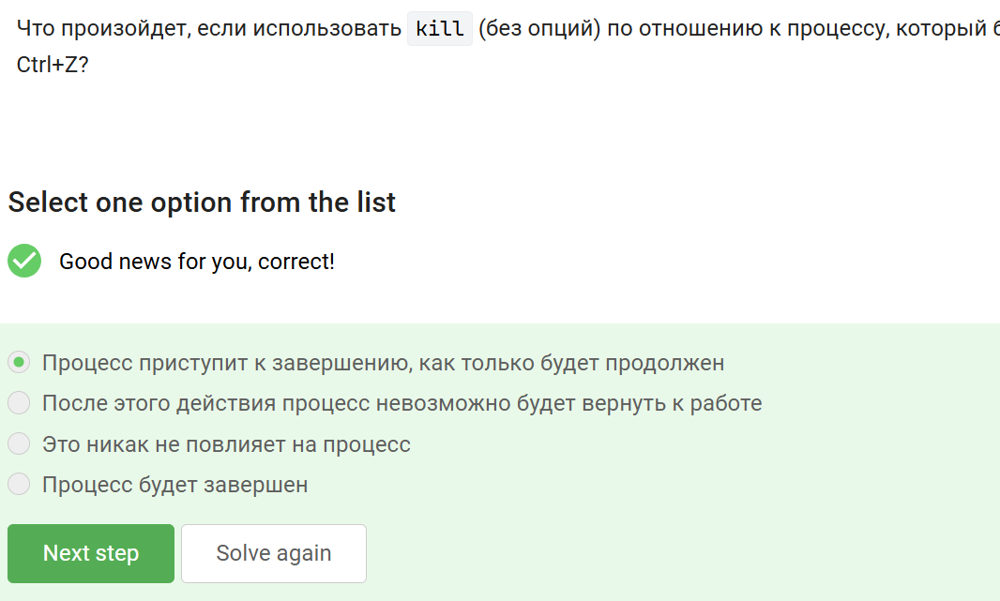 Что произойдет, если использовать kill (без опций) по отношению к процессу, который
Ctrl+Z?
Select one option from the list
Good news for you, correct!
Процесс приступит к завершению, как только будет продолжен
После этого действия процесс невозможно будет вернуть к работе
Это никак не повлияет на процесс
Процесс будет завершен
Next step
Solve again